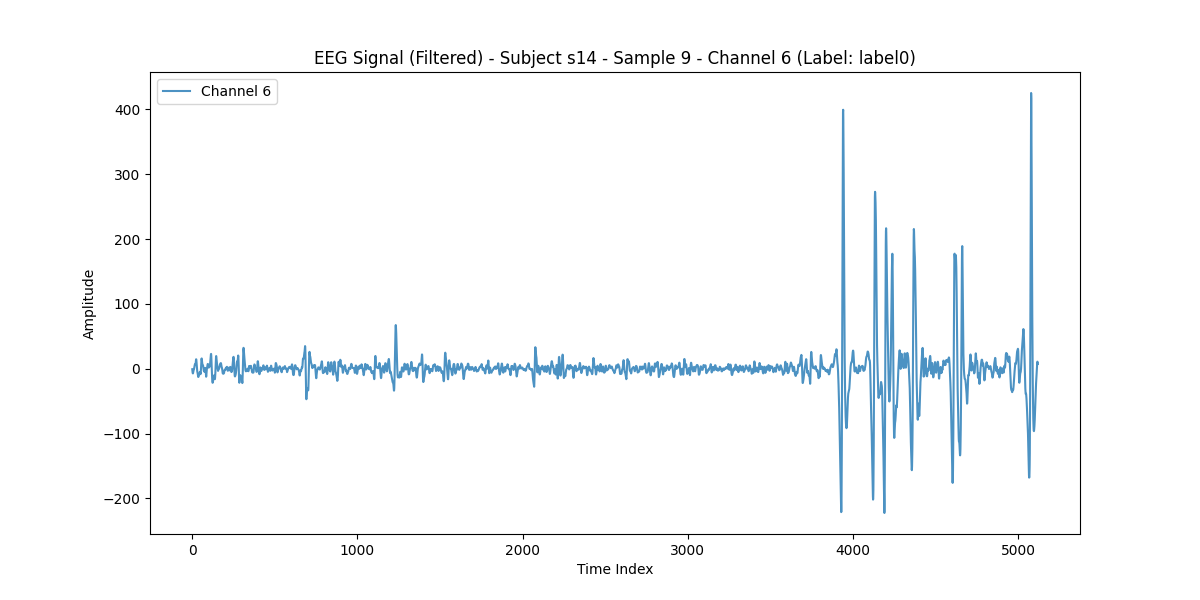 EEG Signal (Filtered) - Subject s14 - Sample 9 - Channel 6 (Label: label0)
Channel 6
400
300
200
100
0
−100
−200
Amplitude
0 1000 2000 3000 4000 5000
Time Index